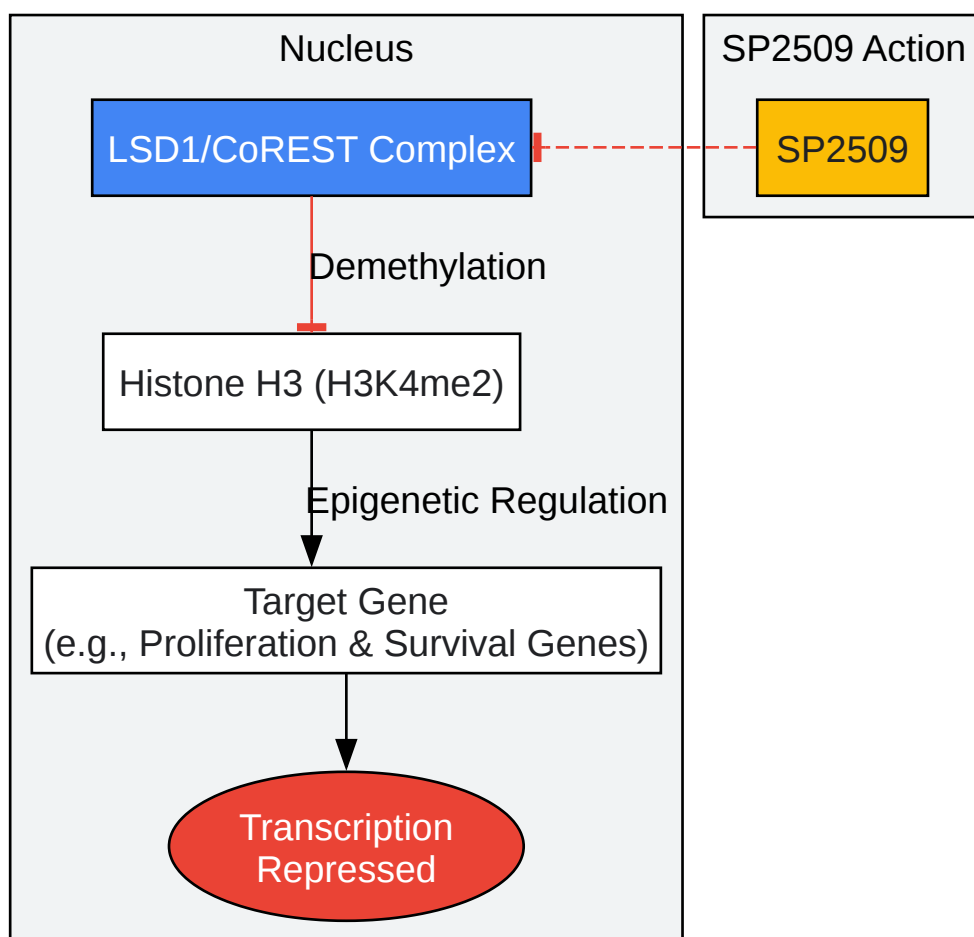 Nucleus
SP2509 Action
LSD1/CoREST Complex
SP2509
Demethylation
Histone H3 (H3K4me2)
Epigenetic Regulation
Target Gene
(e.g., Proliferation & Survival Genes)
Transcription
Repressed